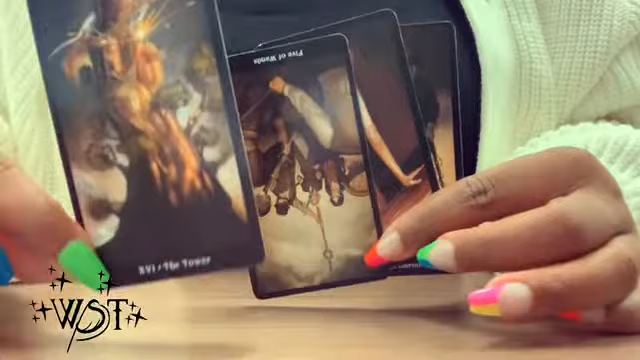 Five of Wands
XVI • The Tower
WST